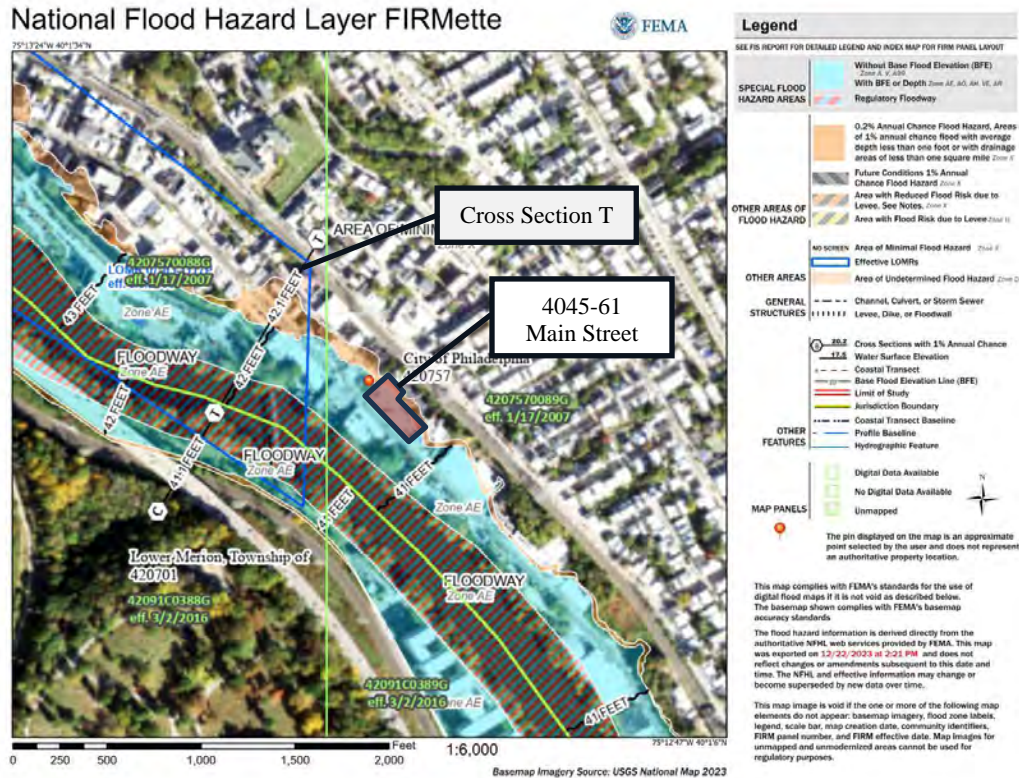 National Flood Hazard Layer FIRMette
FEMA
75°13'24"W 40°1'34"
Cross Section T
4045-61
Main Street
AREA OF MINI
T
4207570088G
eff. 1/17/2007
Zone AE
43 FEET
42.1 FEET
42 FEET
FLOODWAY
Zone AE
City of Philadelphia
420757
4207570089G
eff. 1/17/2007
42 FEET
T
41.1 FEET
FLOODWAY
Zone AE
41 FEET
41 FEET
Zone AE
C
Lower Merion, Township of
420701
42091C0388G
eff. 3/2/2016
FLOODWAY
Zone AE
42091C0389G
eff. 3/2/2016
41 FEET
0 250 500 1,000 1,500 2,000 Feet 1:6,000
75°12'47"W 40°1'6"N
Basemap Imagery Source: USGS National Map 2023
Legend
SEE FIS REPORT FOR DETAILED LEGEND AND INDEX MAP FOR FIRM PANEL LAYOUT
SPECIAL FLOOD
HAZARD AREAS
Without Base Flood Elevation (BFE)
Zone A, V, A99
With BFE or Depth Zone AE, AO, AH, VE, AR
Regulatory Floodway
OTHER AREAS OF
FLOOD HAZARD
0.2% Annual Chance Flood Hazard, Areas
of 1% annual chance flood with average
depth less than one foot or with drainage
areas of less than one square mile Zone X
Future Conditions 1% Annual
Chance Flood Hazard Zone X
Area with Reduced Flood Risk due to
Levee. See Notes. Zone X
Area with Flood Risk due to Levee Zone D
OTHER AREAS
NO SCREEN Area of Minimal Flood Hazard Zone X
Effective LOMRs
Area of Undetermined Flood Hazard Zone D
GENERAL
STRUCTURES
Channel, Culvert, or Storm Sewer
Levee, Dike, or Floodwall
OTHER
FEATURES
20.2 Cross Sections with 1% Annual Chance
17.5 Water Surface Elevation
Coastal Transect
Base Flood Elevation Line (BFE)
Limit of Study
Jurisdiction Boundary
Coastal Transect Baseline
Profile Baseline
Hydrographic Feature
MAP PANELS
Digital Data Available
No Digital Data Available
Unmapped
N
The pin displayed on the map is an approximate
point selected by the user and does not represent
an authoritative property location.
This map complies with FEMA's standards for the use of
digital flood maps if it is not void as described below.
The basemap shown complies with FEMA's basemap
accuracy standards
The flood hazard information is derived directly from the
authoritative NFHL web services provided by FEMA. This map
was exported on 12/22/2023 at 2:21 PM and does not
reflect changes or amendments subsequent to this date and
time. The NFHL and effective information may change or
become superseded by new data over time.
This map image is void if the one or more of the following map
elements do not appear: basemap imagery, flood zone labels,
legend, scale bar, map creation date, community identifiers,
FIRM panel number, and FIRM effective date. Map images for
unmapped and unmodernized areas cannot be used for
regulatory purposes.